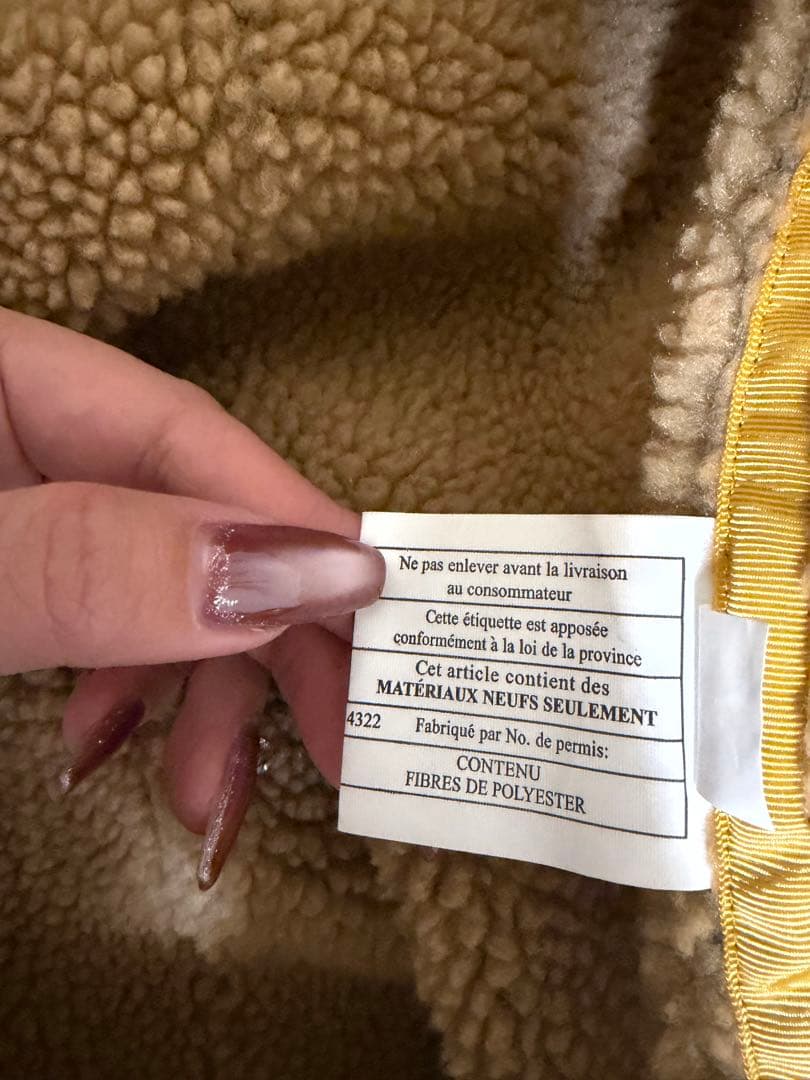 Ne pas enlever avant la livraison
au consommateur
Cette étiquette est apposée
conformément à la loi de la province
Cet article contient des
MATÉRIAUX NEUFS SEULEMENT
4322 Fabriqué par No. de permis:
CONTENU
FIBRES DE POLYESTER